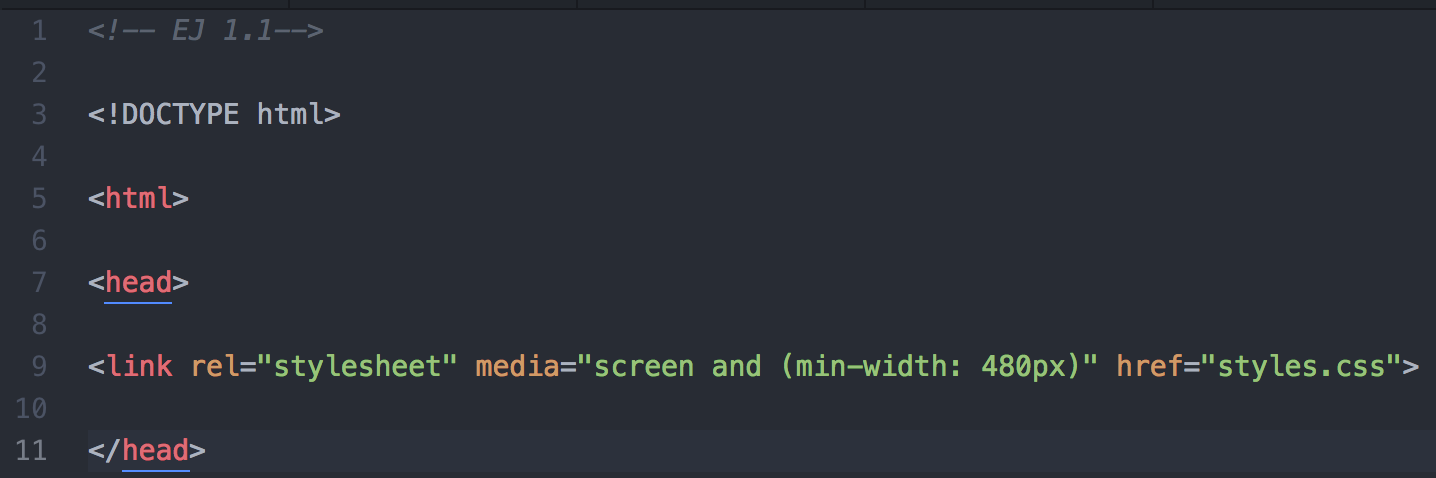 1 <!-- EJ 1.1-->
2
3 <!DOCTYPE html>
4
5 <html>
6
7 <head>
8
9 <link rel="stylesheet" media="screen and (min-width: 480px)" href="styles.css">
10
11 </head>